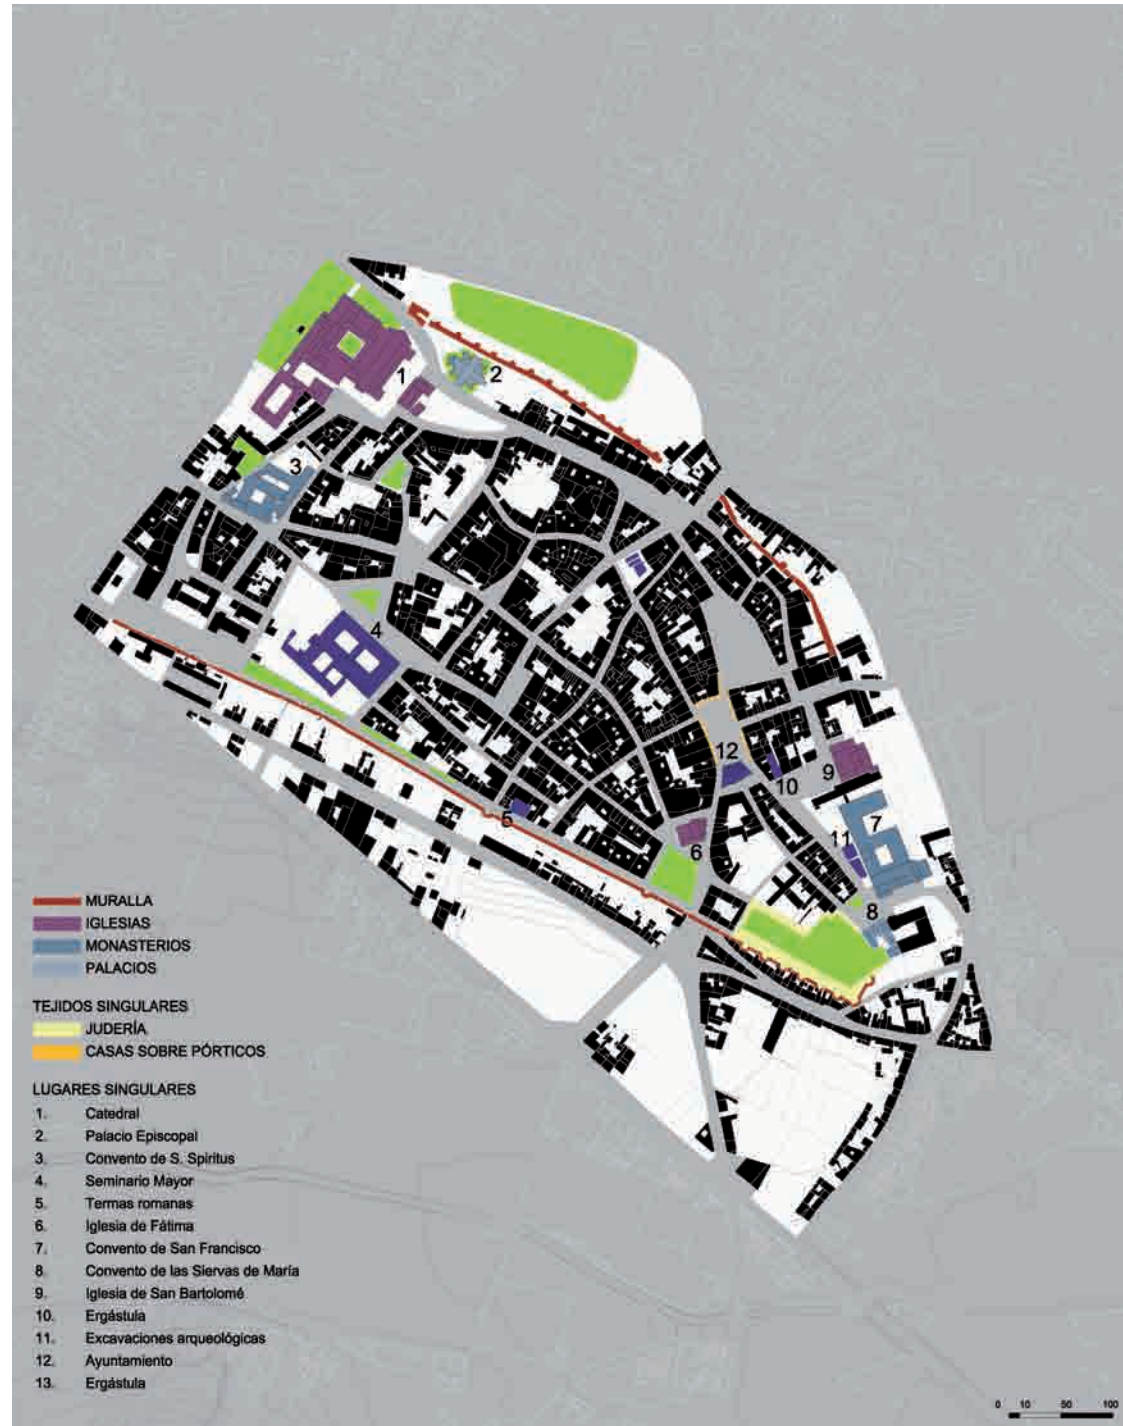 1
2
3
4
5
6
7
8
9
10
11
12
MURALLA
IGLESIAS
MONASTERIOS
PALACIOS
TEJIDOS SINGULARES
JUDERÍA
CASAS SOBRE PÓRTICOS
LUGARES SINGULARES
1. Catedral
2. Palacio Episcopal
3. Convento de S. Spiritus
4. Seminario Mayor
5. Termas romanas
6. Iglesia de Fátima
7. Convento de San Francisco
8. Convento de las Siervas de María
9. Iglesia de San Bartolomé
10. Ergástula
11. Excavaciones arqueológicas
12. Ayuntamiento
13. Ergástula
0 10 50 100